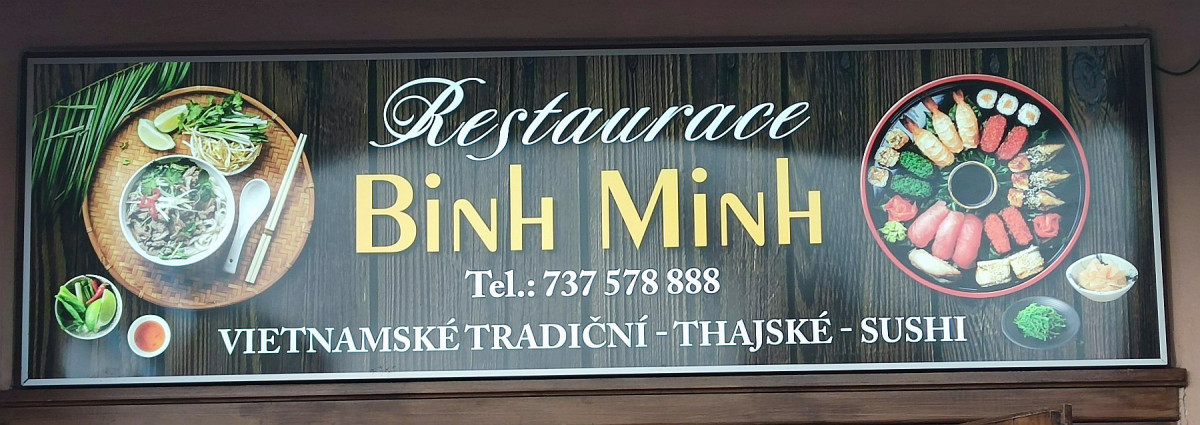 Restaurace
Binh Minh
Tel.: 737 578 888
VIETNAMSKÉ TRADIČNÍ - THAJSKÉ - SUSHI